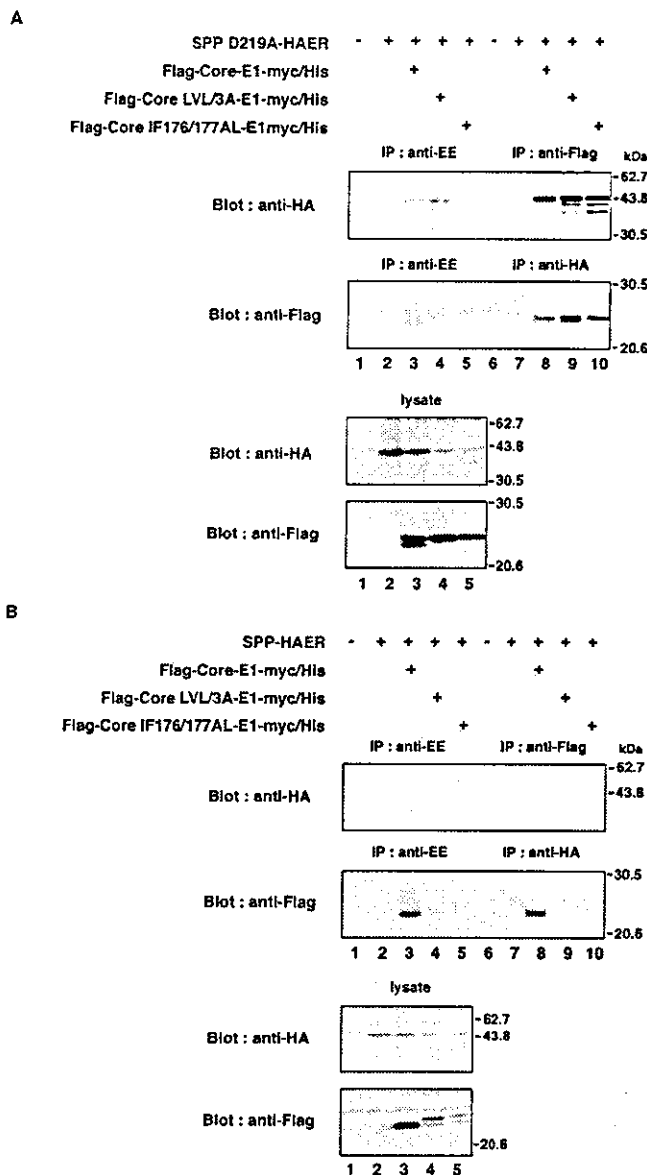 A
SPP D219A-HAER - + + + + - + + + +
Flag-Core-E1-myc/His + +
Flag-Core LVL/3A-E1-myc/His + +
Flag-Core IF176/177AL-E1myc/His + +
IP : anti-EE IP : anti-Flag kDa
Blot : anti-HA
-62.7
-43.8
-30.5
IP : anti-EE IP : anti-HA
Blot : anti-Flag
-30.5
-20.6
1 2 3 4 5 6 7 8 9 10
lysate
Blot : anti-HA
-62.7
-43.8
-30.5
Blot : anti-Flag
-30.5
-20.6
1 2 3 4 5
B
SPP-HAER - + + + + - + + + +
Flag-Core-E1-myc/His + +
Flag-Core LVL/3A-E1-myc/His + +
Flag-Core IF176/177AL-E1-myc/His + +
IP : anti-EE IP : anti-Flag kDa
Blot : anti-HA
-62.7
-43.8
IP : anti-EE IP : anti-HA
Blot : anti-Flag
-30.5
-20.6
1 2 3 4 5 6 7 8 9 10
lysate
Blot : anti-HA
-62.7
-43.8
Blot : anti-Flag
-20.6
1 2 3 4 5